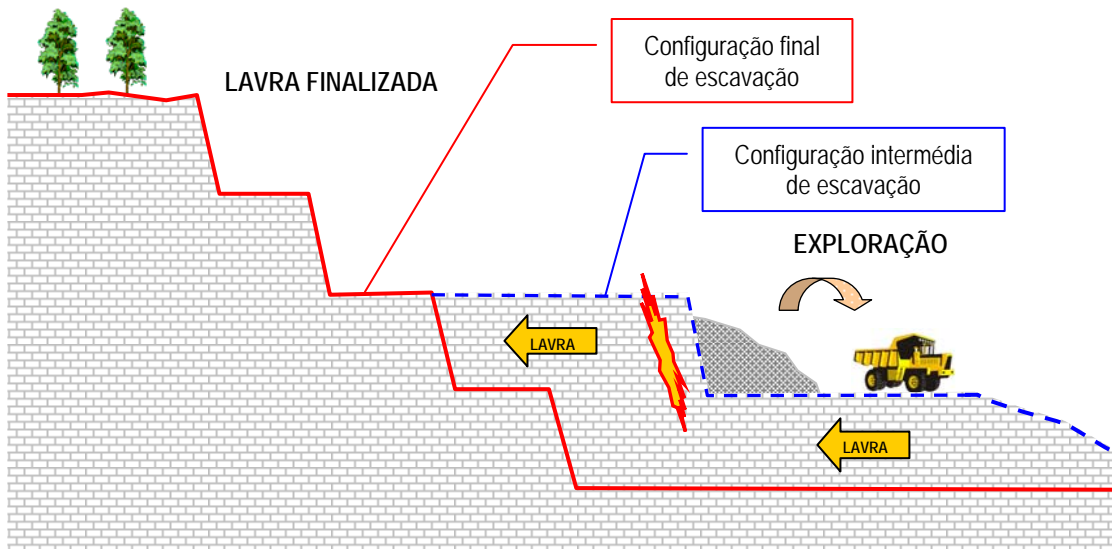 Configuração final
de escavação
LAVRA FINALIZADA
Configuração intermédia
de escavação
EXPLORAÇÃO
LAVRA
LAVRA